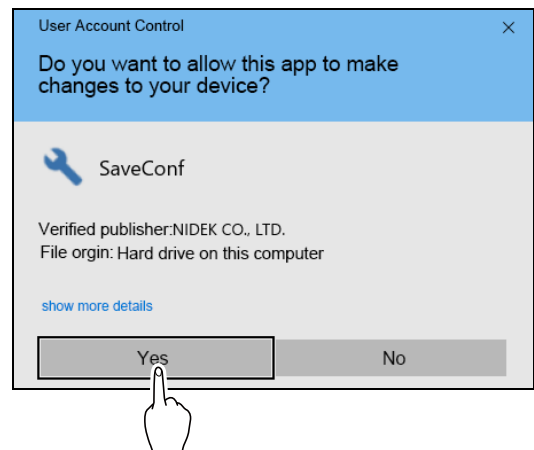 User Account Control
Do you want to allow this app to make
changes to your device?
SaveConf
Verified publisher:NIDEK CO., LTD.
File orgin: Hard drive on this computer
show more details
Yes
No